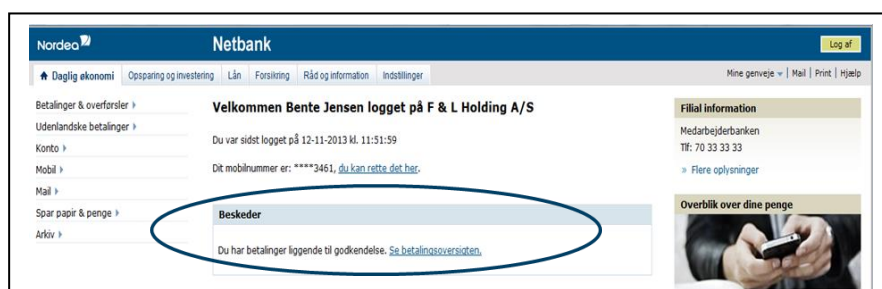 Nordea
Netbank
Log af
Daglig økonomi Opsparing og investering Lån Forsikring Råd og information Indstillinger
Mine genveje Mail Print Hjælp
Betalinger & overførsler
Udenlandske betalinger
Konto
Mobil
Mail
Spar papir & penge
Arkiv
Velkommen Bente Jensen logget på F & L Holding A/S
Du var sidst logget på 12-11-2013 kl. 11:51:59
Dit mobilnummer er: ****3461, du kan rette det her.
Beskeder
Du har betalinger liggende til godkendelse. Se betalingsoversigten.
Filial information
Medarbejderbanken
Tlf: 70 33 33 33
» Flere oplysninger
Overblik over dine penge